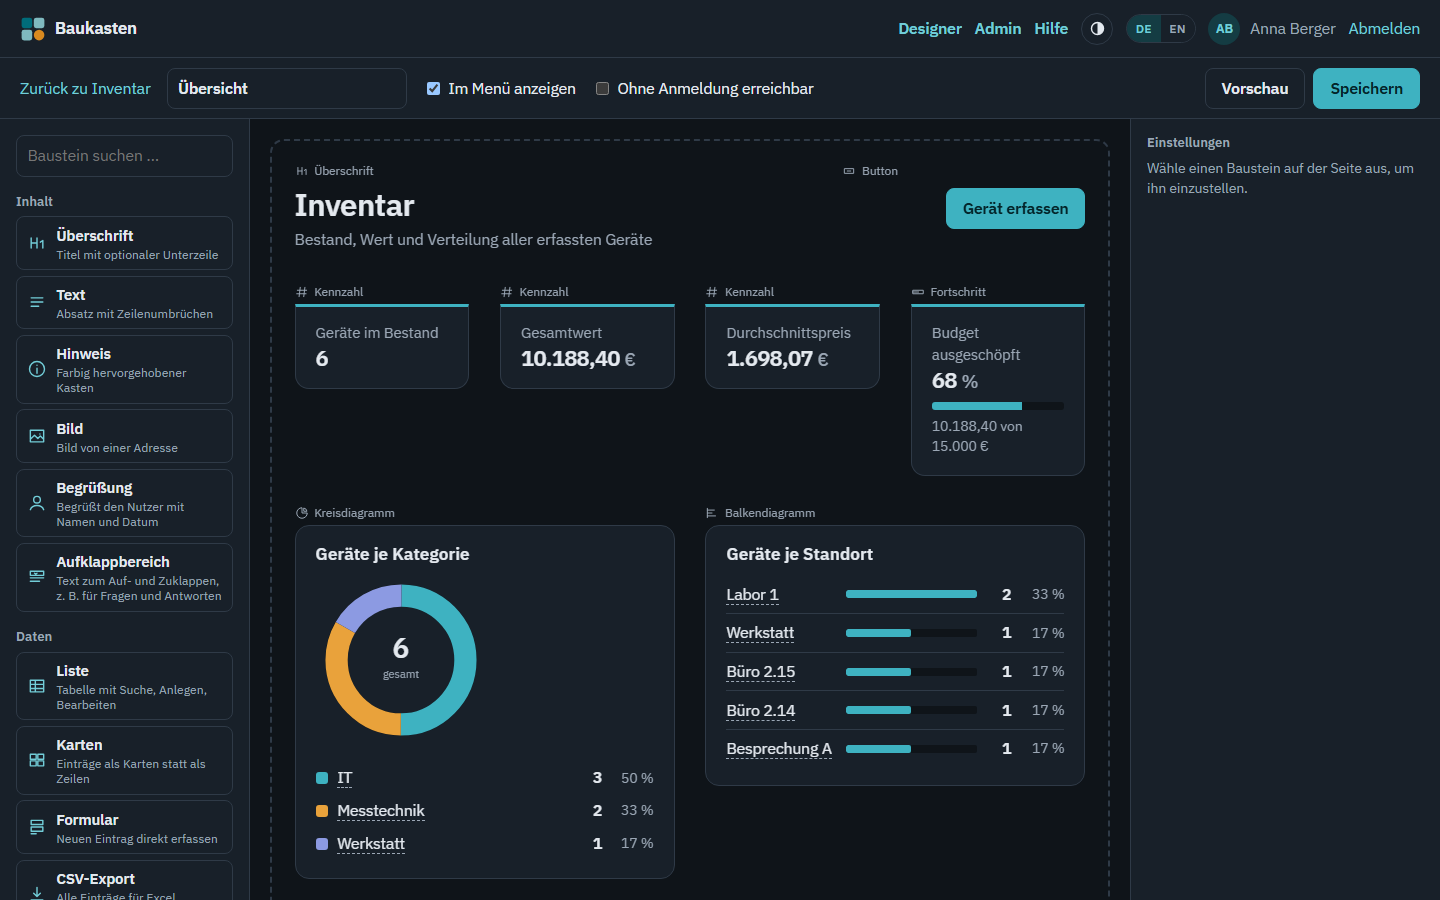 Baukasten
Designer Admin Hilfe DE EN AB Anna Berger Abmelden
Zurück zu Inventar Übersicht Im Menü anzeigen Ohne Anmeldung erreichbar Vorschau Speichern
Baustein suchen ...
Inhalt
H1 Überschrift
Titel mit optionaler Unterzeile
Text
Absatz mit Zeilenumbrüchen
Hinweis
Farbig hervorgehobener
Kasten
Bild
Bild von einer Adresse
Begrüßung
Begrüßt den Nutzer mit
Namen und Datum
Aufklappbereich
Text zum Auf- und Zuklappen,
z. B. für Fragen und Antworten
Daten
Liste
Tabelle mit Suche, Anlegen,
Bearbeiten
Karten
Einträge als Karten statt als
Zeilen
Formular
Neuen Eintrag direkt erfassen
CSV-Export
Alle Einträge für Excel
H1 Überschrift
Inventar
Bestand, Wert und Verteilung aller erfassten Geräte
Button
Gerät erfassen
Kennzahl
Geräte im Bestand
6
Kennzahl
Gesamtwert
10.188,40 €
Kennzahl
Durchschnittspreis
1.698,07 €
Fortschritt
Budget
ausgeschöpft
68 %
10.188,40 von
15.000 €
Kreisdiagramm
Geräte je Kategorie
6
gesamt
IT 3 50 %
Messtechnik 2 33 %
Werkstatt 1 17 %
Balkendiagramm
Geräte je Standort
Labor 1 2 33 %
Werkstatt 1 17 %
Büro 2.15 1 17 %
Büro 2.14 1 17 %
Besprechung A 1 17 %
Einstellungen
Wähle einen Baustein auf der Seite aus, um
ihn einzustellen.